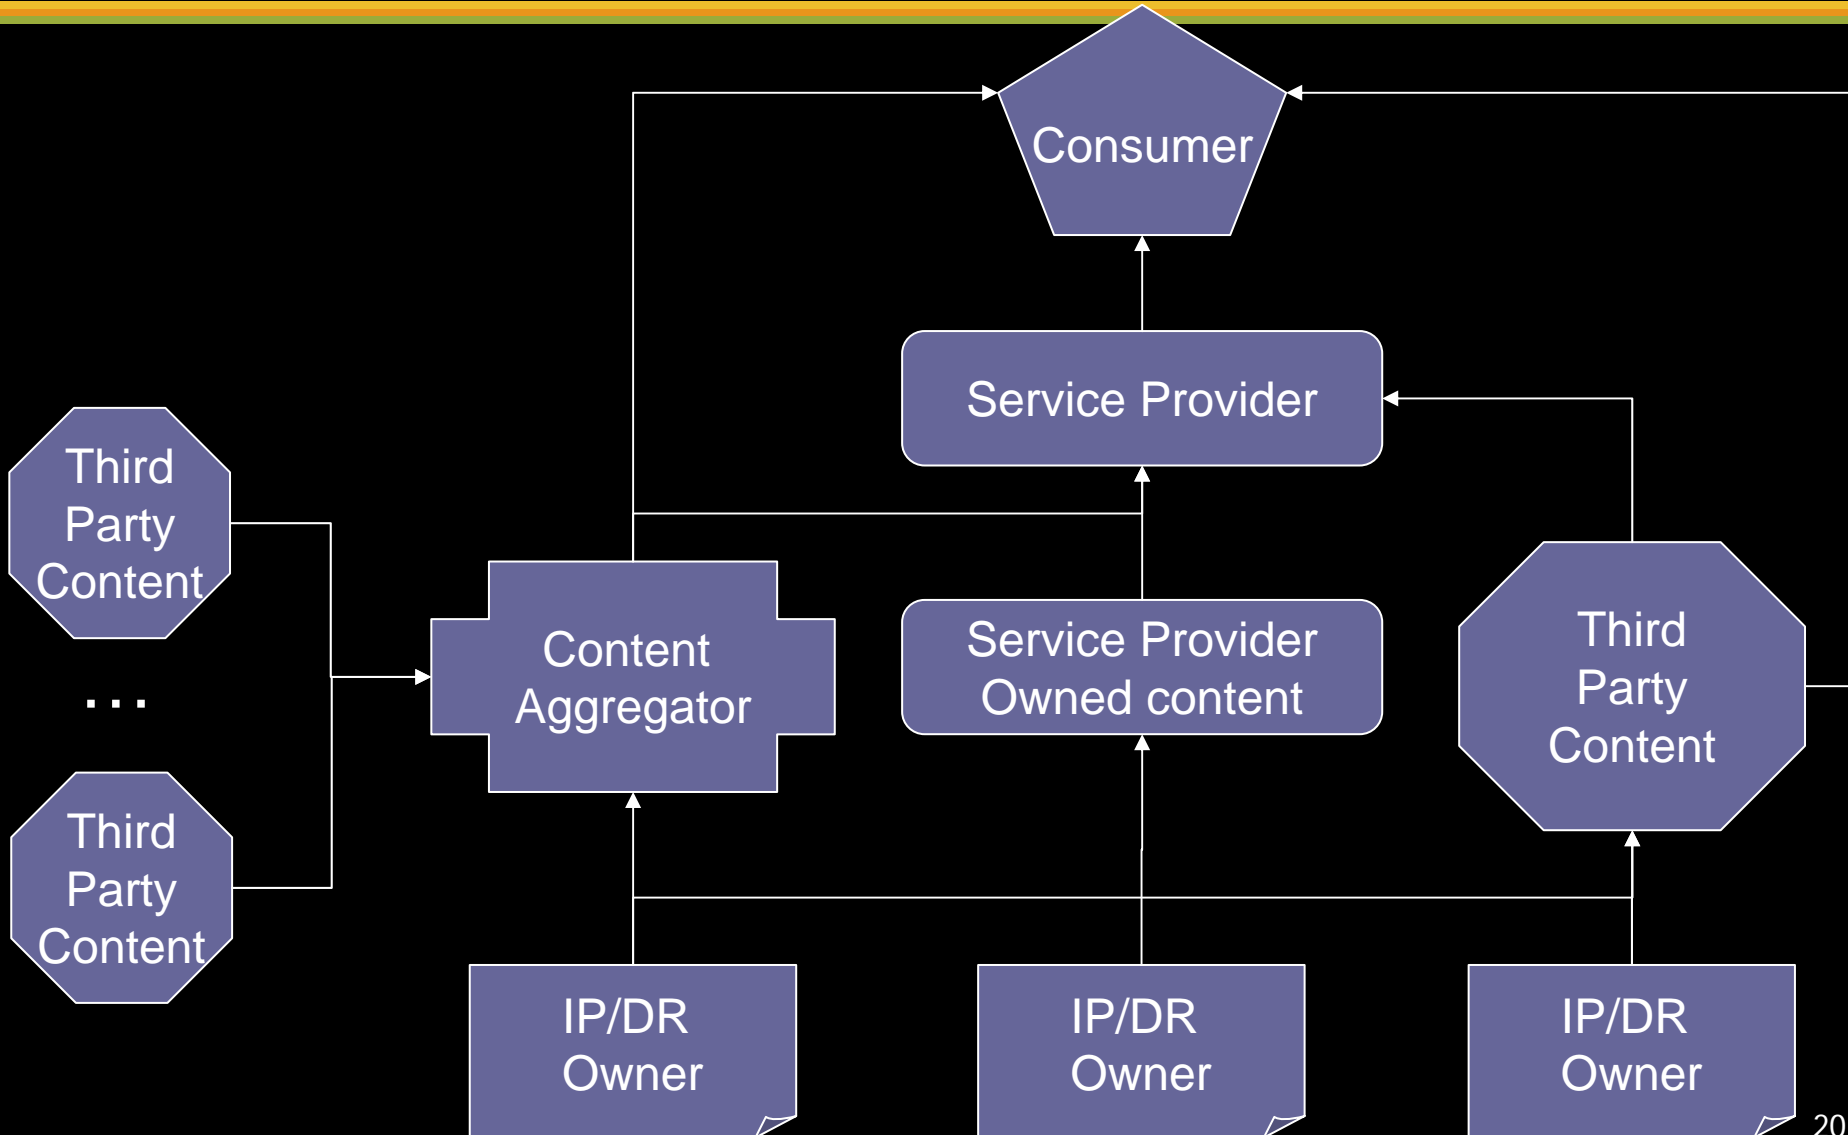 Consumer
Service Provider
Third
Party
Content
...
Third
Party
Content
Content
Aggregator
Service Provider
Owned content
Third
Party
Content
IP/DR
Owner
IP/DR
Owner
IP/DR
Owner
20